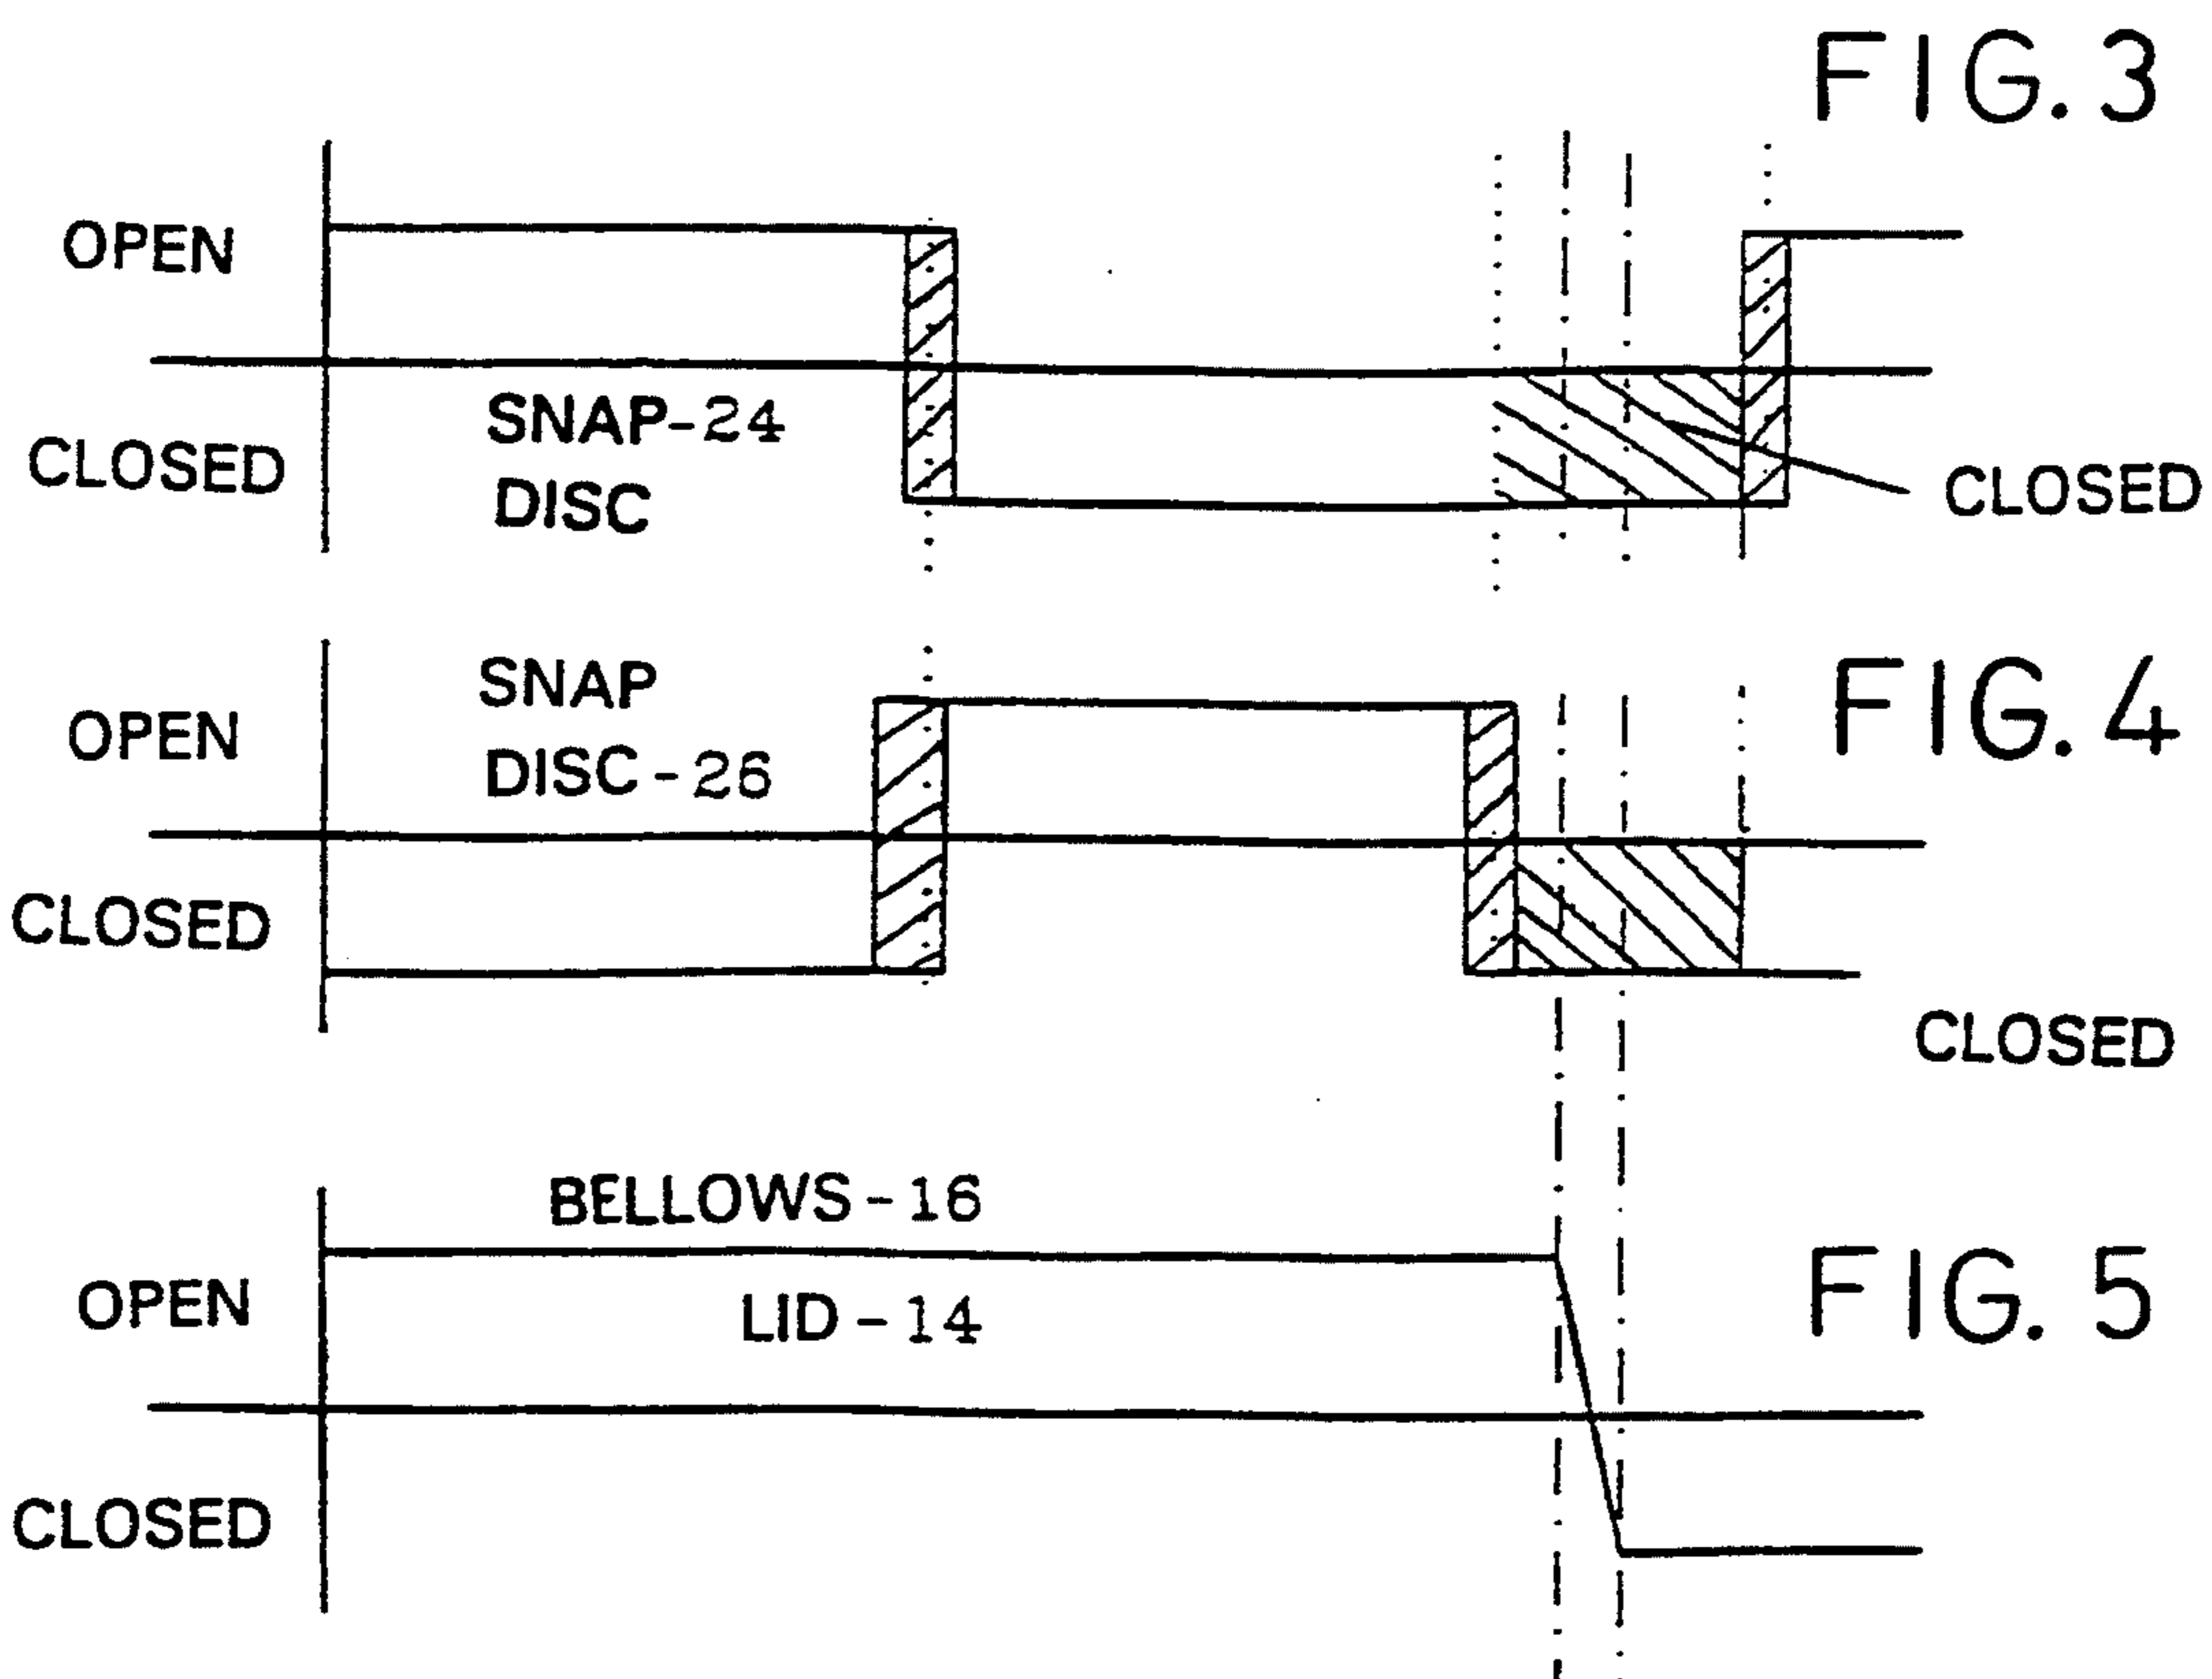 FIG. 3
OPEN
SNAP-24
DISC
CLOSED
CLOSED
SNAP
DISC-26
OPEN
FIG. 4
CLOSED
CLOSED
BELLOWS-16
OPEN
LID-14
FIG. 5
CLOSED